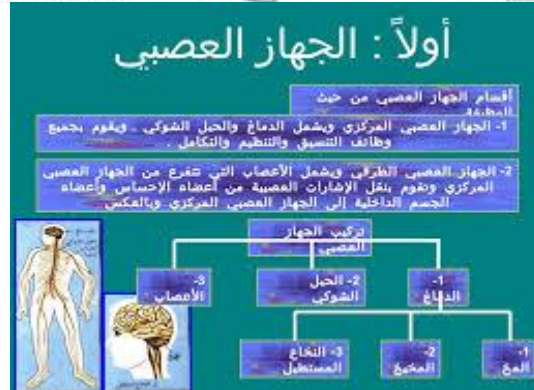 أولاً : الجهاز العصبي
أقسام الجهاز العصبي من حيث
الوظيفة
1- الجهاز العصبي المركزي ويشمل الدماغ والحبل الشوكي . ويقوم بجميع
وظائف التنسيق والتنظيم والتكامل .
2- الجهاز العصبي الطرفي ويشمل الأعصاب التي تتفرع من الجهاز العصبي
المركزي وتقوم بنقل الإشارات العصبية من أعضاء الإحساس وأعضاء
الجسم الداخلية إلى الجهاز العصبي المركزي وبالعكس
تركيب الجهاز
العصبي
1-
الدماغ
2- الحبل
الشوكي
3-
الأعصاب
1-
المخ
2-
المخيخ
3- النخاع
المستطيل